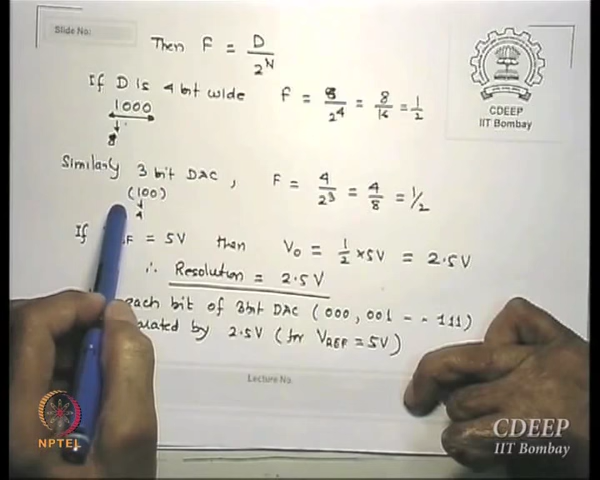 Slide No:
Then F = D / 2^N
If D is 4 bit wide F = 8 / 2^4 = 8 / 16 = 1/2
1000
8
CDEEP
IIT Bombay
Similarly 3 bit DAC, F = 4 / 2^3 = 4 / 8 = 1/2
(100)
4
If = 5V then V0 = 1/2 × 5V = 2.5V
∴ Resolution = 2.5V
each bit of 3bit DAC (000, 001 - - 111)
by 2.5V (for VREF = 5V)
Lecture No.
NPTEL
CDEEP
IIT Bombay